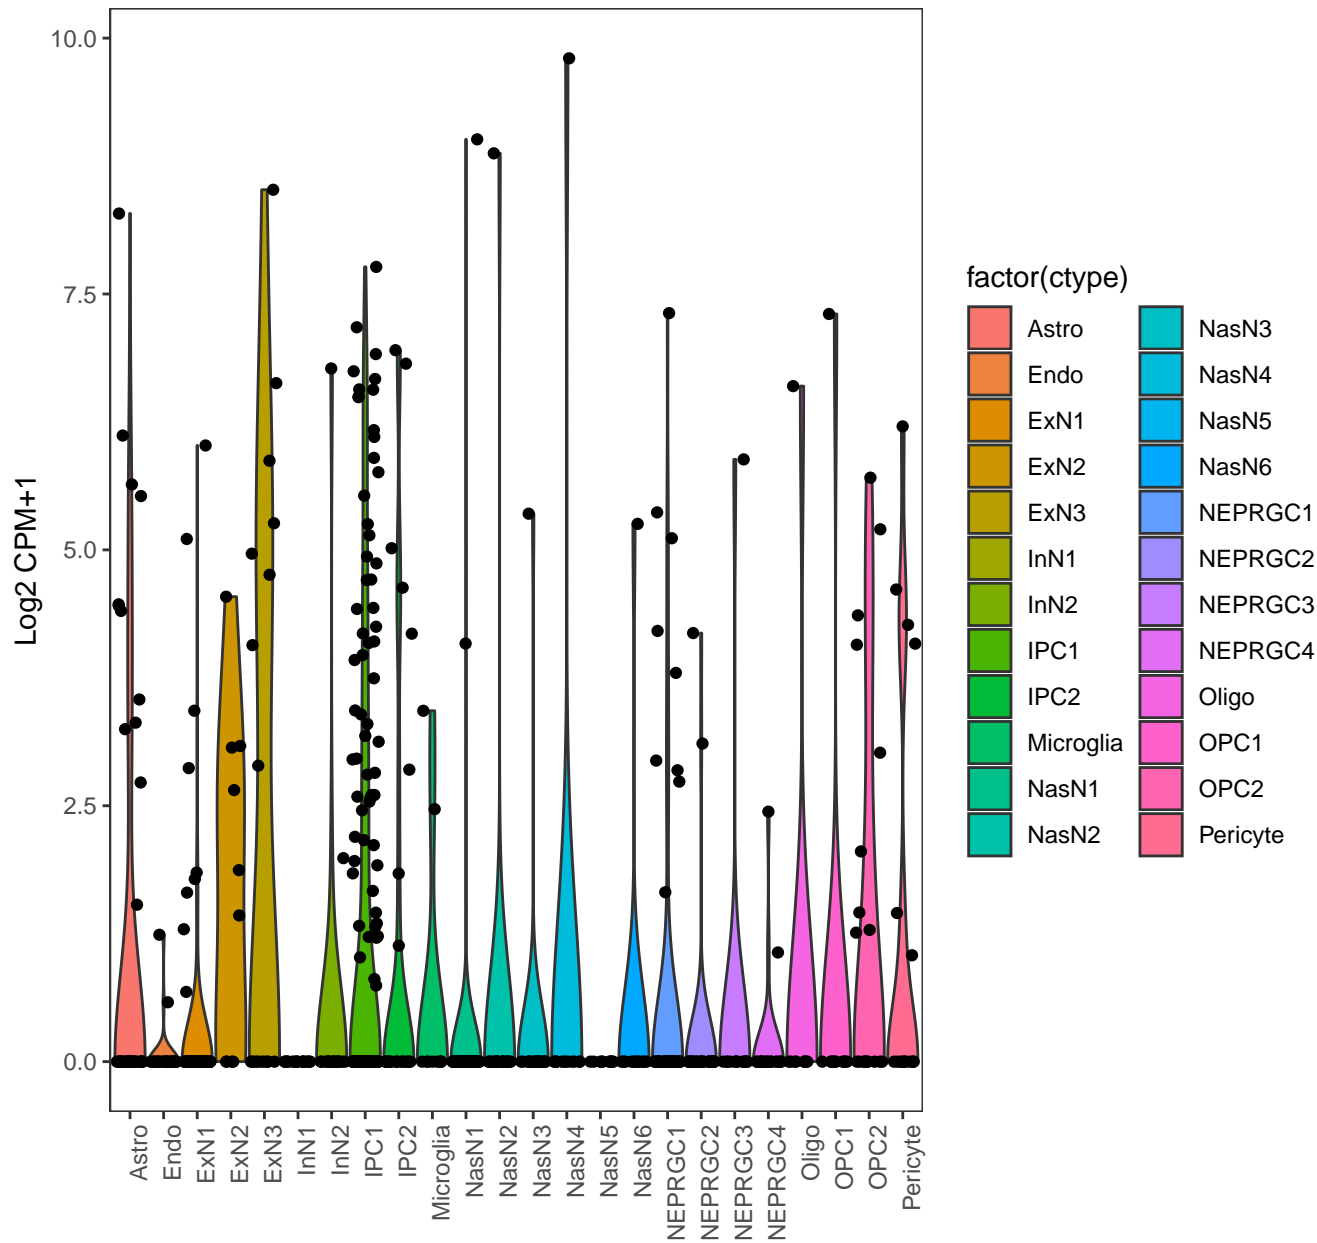 Log2 CPM+1
10.0
7.5
5.0
2.5
0.0
Astro
Endo
ExN1
ExN2
ExN3
InN1
InN2
IPC1
IPC2
Microglia
NasN1
NasN2
NasN3
NasN4
NasN5
NasN6
NEPRGC1
NEPRGC2
NEPRGC3
NEPRGC4
Oligo
OPC1
OPC2
Pericyte
factor(ctype)
Astro
Endo
ExN1
ExN2
ExN3
InN1
InN2
IPC1
IPC2
Microglia
NasN1
NasN2
NasN3
NasN4
NasN5
NasN6
NEPRGC1
NEPRGC2
NEPRGC3
NEPRGC4
Oligo
OPC1
OPC2
Pericyte